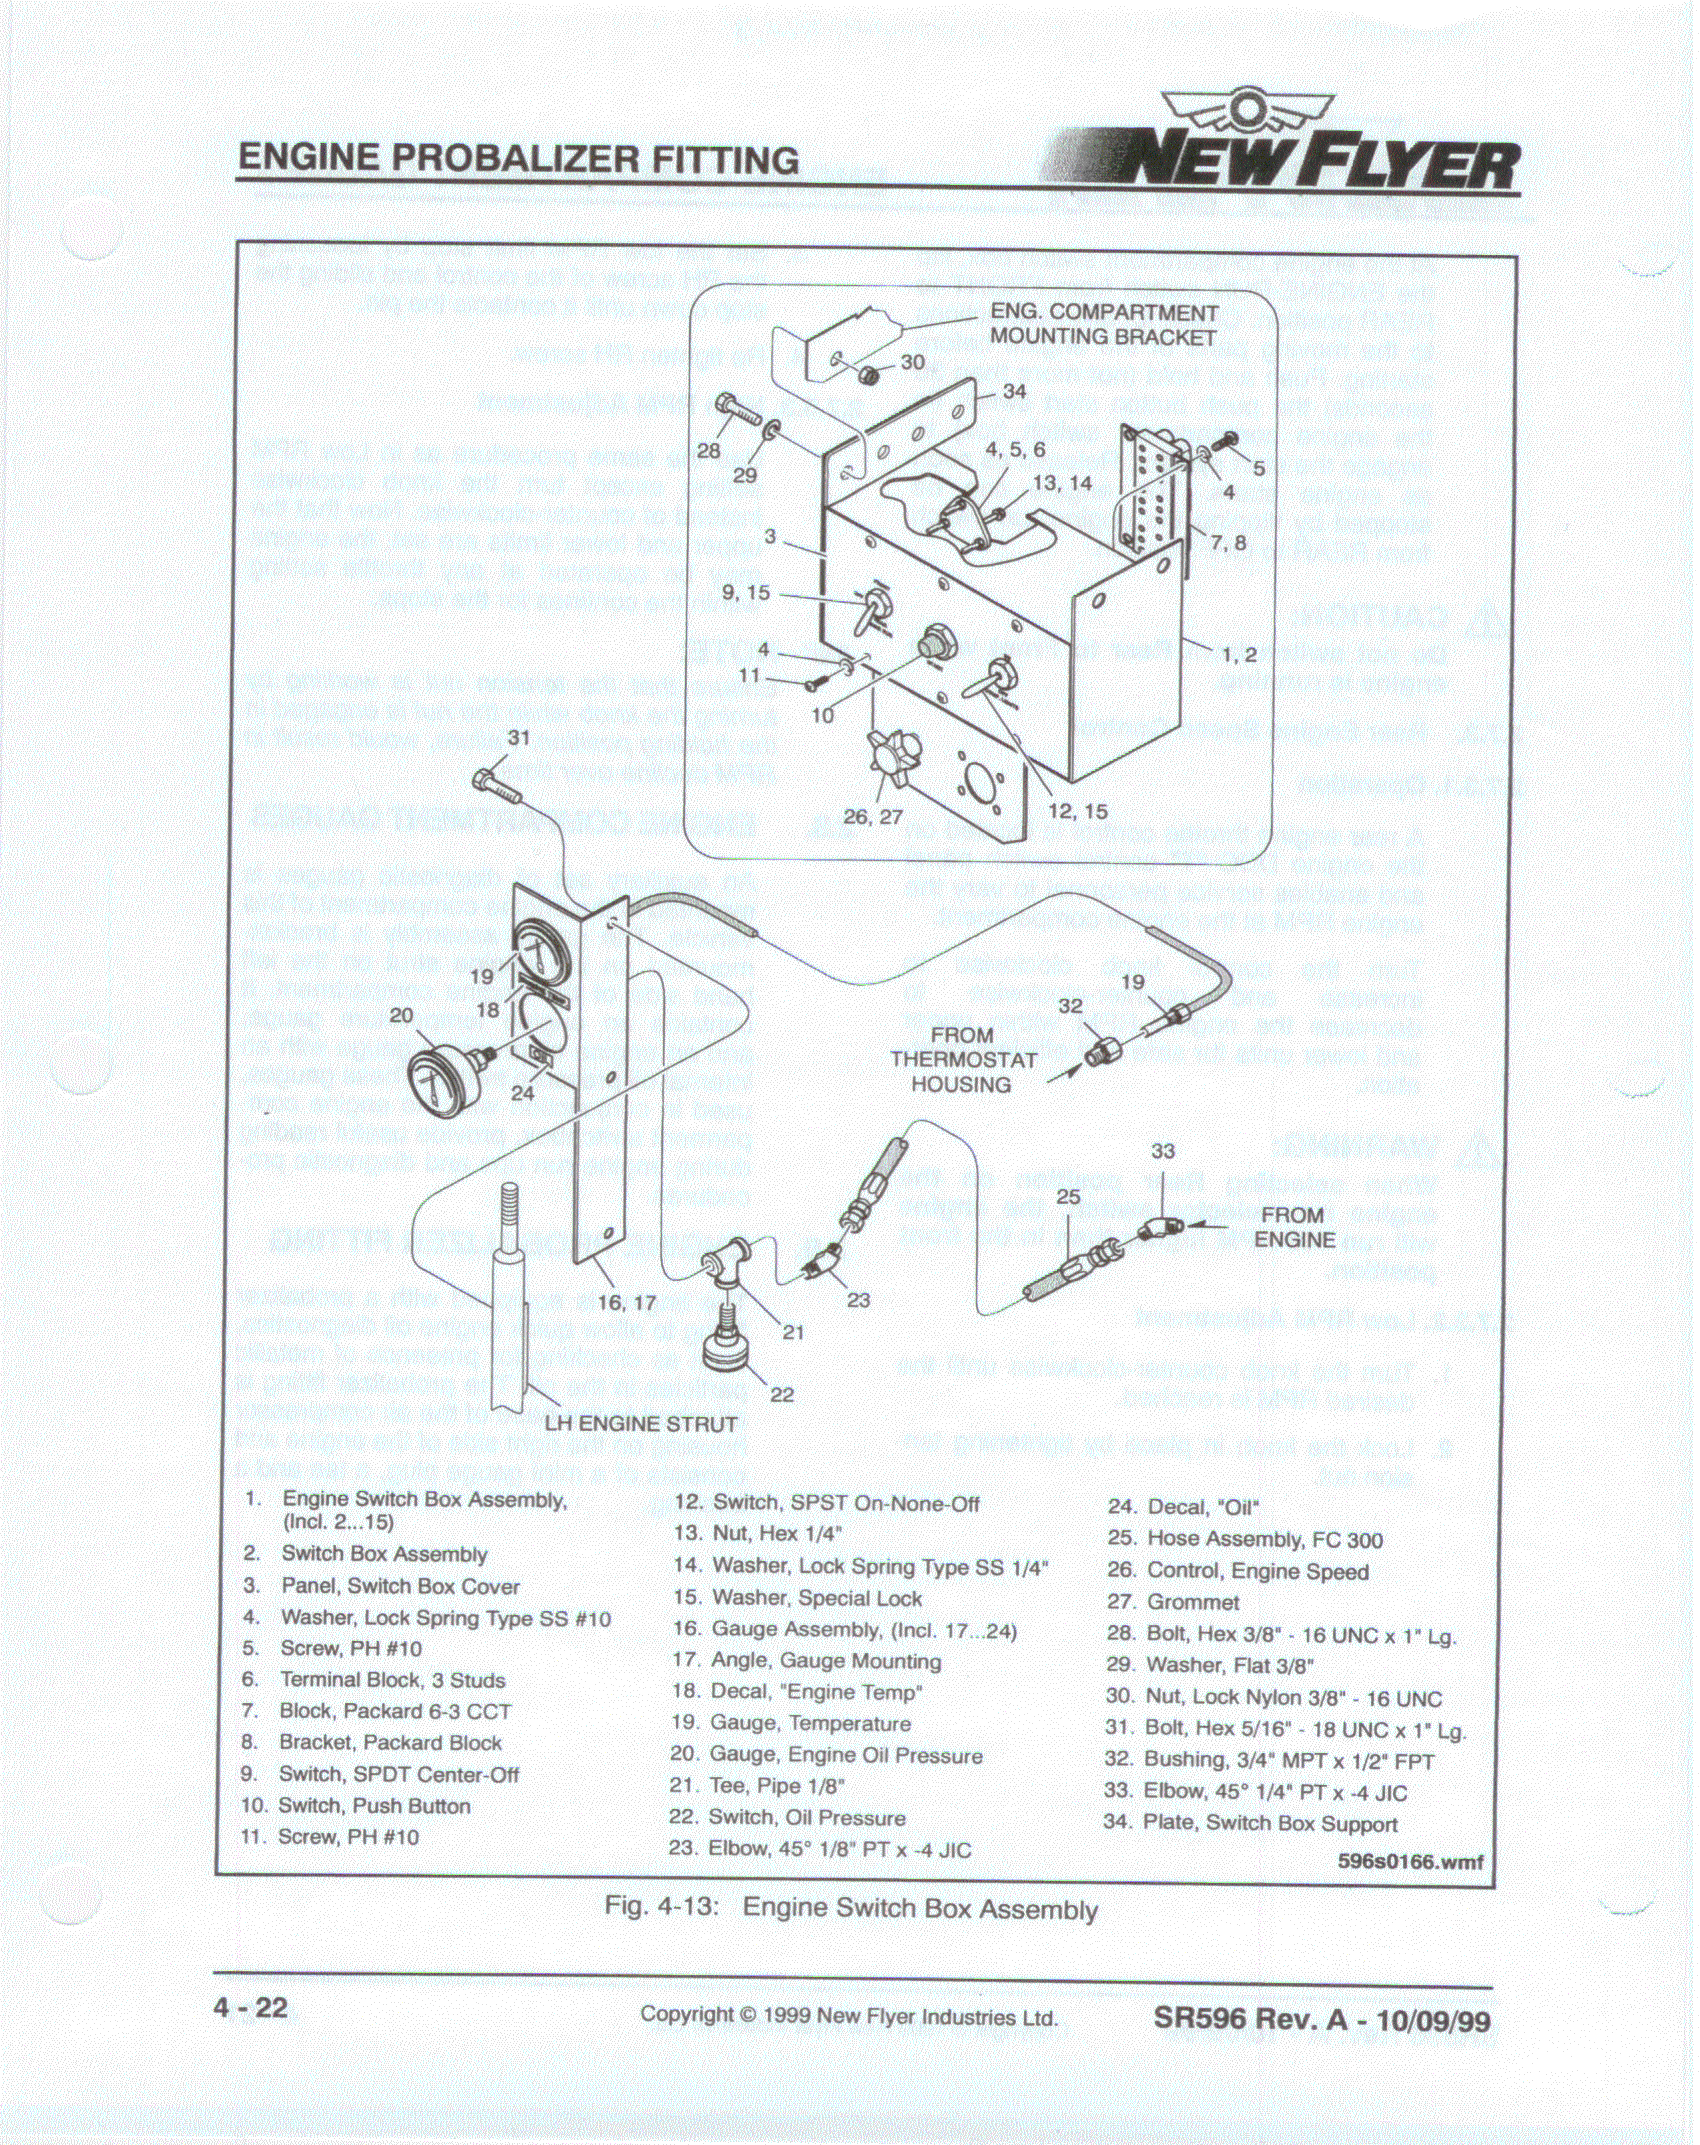 ENGINE PROBALIZER FITTING
NEW FLYER
ENG. COMPARTMENT
MOUNTING BRACKET
30
34
28
29
4, 5, 6
13, 14
5
4
7, 8
3
9, 15
4
11
10
1, 2
12, 15
26, 27
31
19
18
20
24
19
32
FROM
THERMOSTAT
HOUSING
33
25
FROM
ENGINE
16, 17
23
21
22
LH ENGINE STRUT
1. Engine Switch Box Assembly,
(Incl. 2...15)
2. Switch Box Assembly
3. Panel, Switch Box Cover
4. Washer, Lock Spring Type SS #10
5. Screw, PH #10
6. Terminal Block, 3 Studs
7. Block, Packard 6-3 CCT
8. Bracket, Packard Block
9. Switch, SPDT Center-Off
10. Switch, Push Button
11. Screw, PH #10
12. Switch, SPST On-None-Off
13. Nut, Hex 1/4"
14. Washer, Lock Spring Type SS 1/4"
15. Washer, Special Lock
16. Gauge Assembly, (Incl. 17...24)
17. Angle, Gauge Mounting
18. Decal, "Engine Temp"
19. Gauge, Temperature
20. Gauge, Engine Oil Pressure
21. Tee, Pipe 1/8"
22. Switch, Oil Pressure
23. Elbow, 45° 1/8" PT x -4 JIC
24. Decal, "Oil"
25. Hose Assembly, FC 300
26. Control, Engine Speed
27. Grommet
28. Bolt, Hex 3/8" - 16 UNC x 1" Lg.
29. Washer, Flat 3/8"
30. Nut, Lock Nylon 3/8" - 16 UNC
31. Bolt, Hex 5/16" - 18 UNC x 1" Lg.
32. Bushing, 3/4" MPT x 1/2" FPT
33. Elbow, 45° 1/4" PT x -4 JIC
34. Plate, Switch Box Support
596s0166.wmf
Fig. 4-13: Engine Switch Box Assembly
4 - 22
Copyright © 1999 New Flyer Industries Ltd.
SR596 Rev. A - 10/09/99